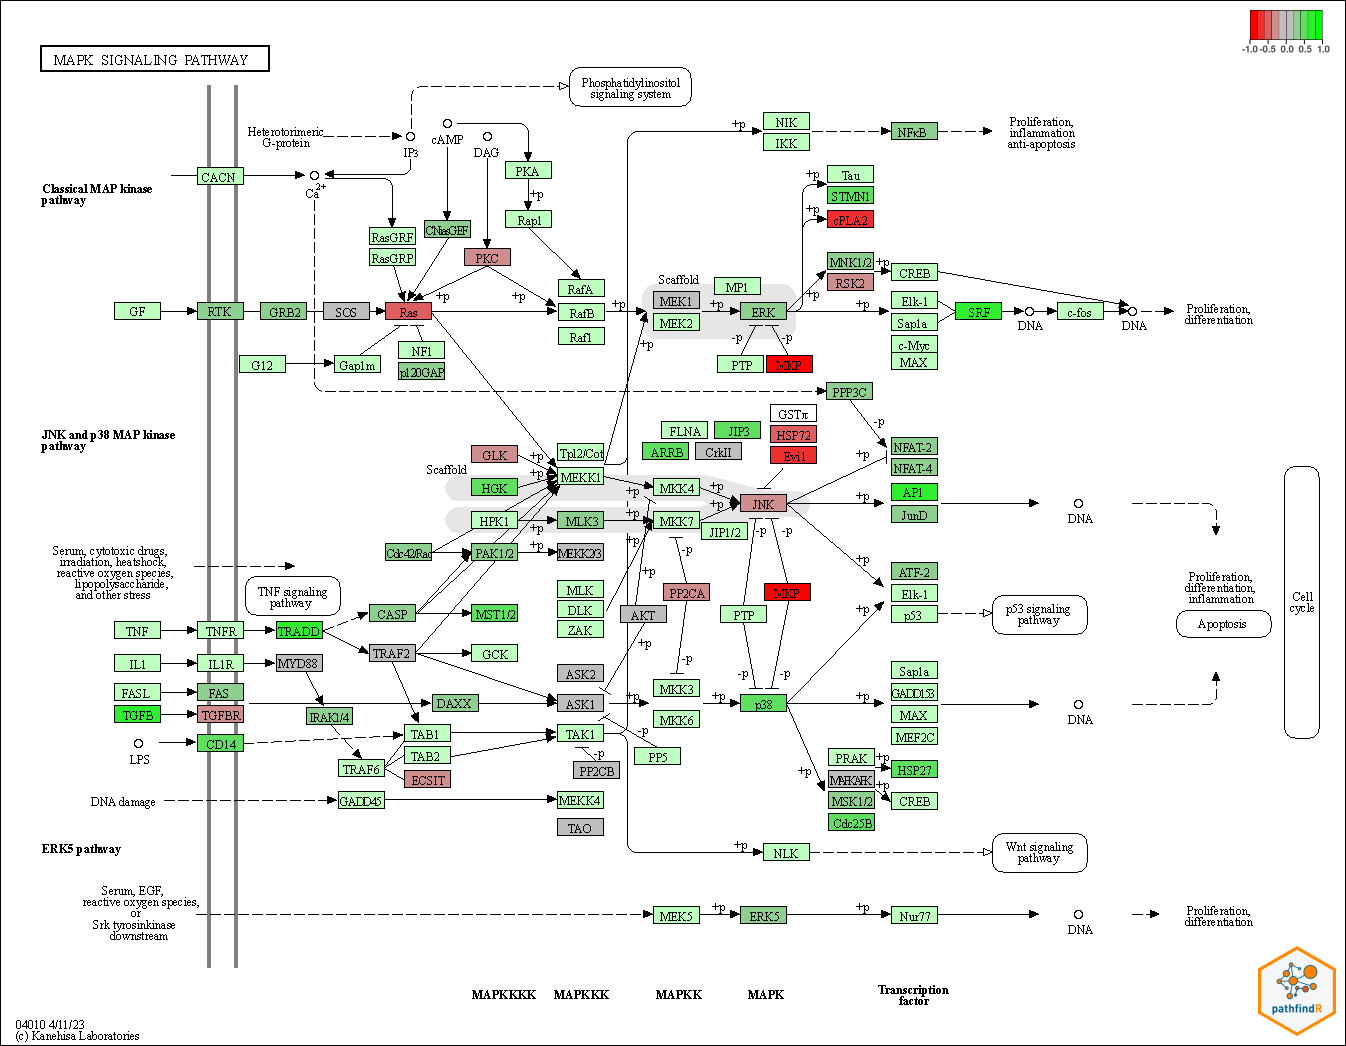 -1.0 -0.5 0.0 0.5 1.0
MAPK SIGNALING PATHWAY
Phosphatidylinositol
signaling system
Heterotorimeric
G-protein
IP3
cAMP
DAG
NIK
IKK
+p
NFκB
Proliferation,
inflammation
anti-apoptosis
Classical MAP kinase
pathway
CACN
Ca2+
PKA
+p
Rap1
Tau
STMN1
cPLA2
+p
+p
RasGRF
RasGRP
CNasGEF
PKC
MNK1/2
RSK2
+p
+p
CREB
Scaffold
MEK1
MEK2
MP1
RafA
RafB
Raf1
GF
RTK
GRB2
SOS
Ras
+p
+p
+p
+p
ERK
+p
+p
Elk-1
Sap1a
c-Myc
MAX
SRF
DNA
c-fos
DNA
Proliferation,
differentiation
G12
Gap1m
NF1
p120GAP
+p
-p
-p
PTP
MKP
PPP3C
-p
JNK and p38 MAP kinase
pathway
GSTπ
HSP72
Evi1
FLNA
JIP3
ARRB
CrkII
NFAT-2
NFAT-4
Scaffold
GLK
HGK
HPK1
+p
+p
+p
+p
Tpl2/Cot
MEKK1
MLK3
MEKK2/3
MLK
DLK
ZAK
+p
+p
+p
+p
MKK4
MKK7
+p
+p
JIP1/2
JNK
+p
+p
+p
AP1
JunD
DNA
Cell
cycle
Serum, cytotoxic drugs,
irradiation, heatshock,
reactive oxygen species,
lipopolysaccharide,
and other stress
TNF signaling
pathway
Cdc42/Rac
PAK1/2
CASP
MST1/2
GCK
AKT
+p
-p
PP2CA
-p
-p
-p
PTP
MKP
-p
-p
+p
+p
ATF-2
Elk-1
p53
p53 signaling
pathway
Proliferation,
differentiation,
inflammation
Apoptosis
TNF
TNFR
TRADD
TRAF2
IL1
IL1R
MYD88
FASL
FAS
TGFB
TGFBR
IRAK1/4
DAXX
ASK2
ASK1
+p
MKK3
MKK6
+p
p38
+p
Sap1a
GADD153
MAX
MEF2C
DNA
LPS
CD14
TAB1
TAB2
TAK1
TRAF6
ECSIT
-p
PP2CB
-p
PP5
+p
PRAK
MAPKAPK
MSK1/2
Cdc25B
+p
+p
HSP27
CREB
DNA damage
GADD45
MEKK4
TAO
ERK5 pathway
+p
NLK
Wnt signaling
pathway
Serum, EGF,
reactive oxygen species,
or
Srk tyrosinkinase
downstream
MEK5
+p
ERK5
+p
Nur77
DNA
Proliferation,
differentiation
MAPKKKK
MAPKKK
MAPKK
MAPK
Transcription
factor
pathfindR
04010 4/11/23
(c) Kanehisa Laboratories